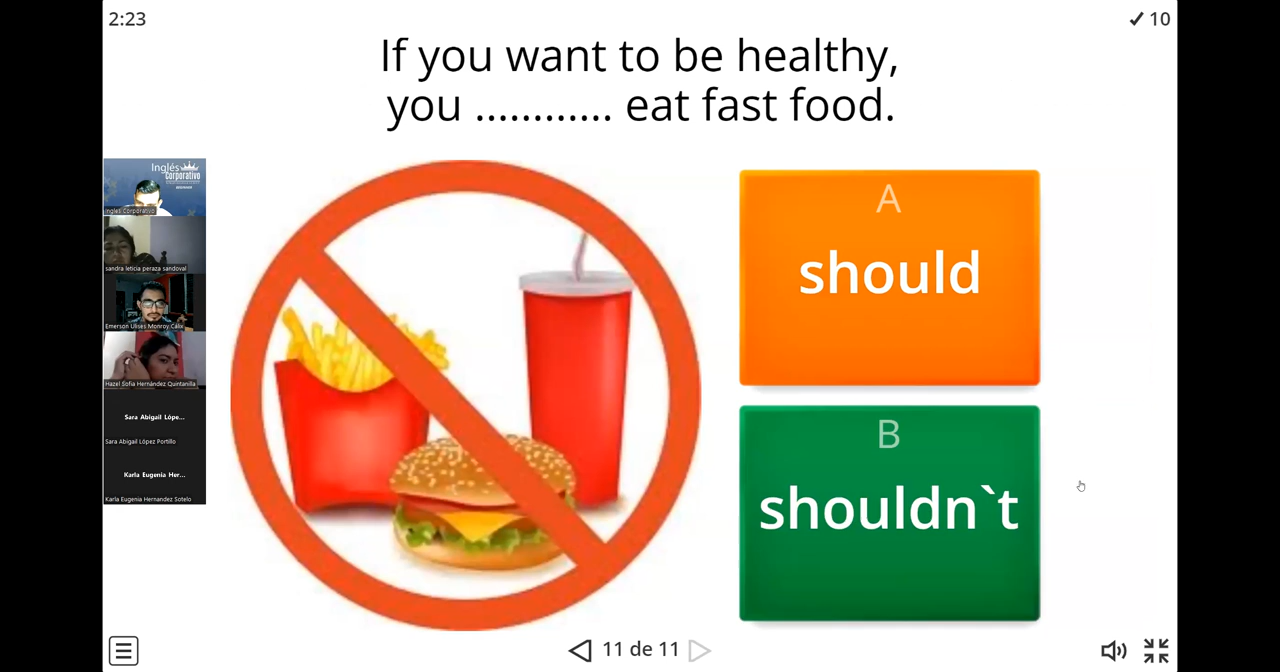 2:23
✓ 10
If you want to be healthy,
you ............ eat fast food.
Inglés
Corporativo
Inglés Corporativo
sandra leticia peraza sandoval
Emerson Ulises Monroy Cálix
Hazel Sofia Hernández Quintanilla
Sara Abigail Lópe...
Sara Abigail López Portillo
Karla Eugenia Her...
Karla Eugenia Hernandez Sotelo
A
should
B
shouldn`t
11 de 11